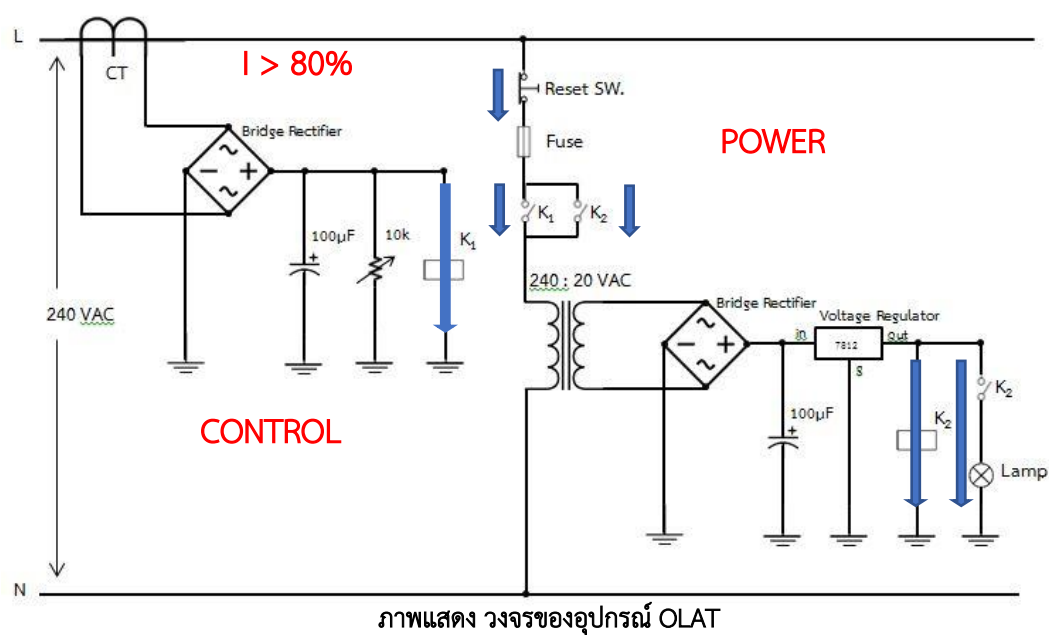 L
CT
I > 80%
Reset SW.
Bridge Rectifier
Fuse
POWER
K1
K2
100µF
10k
K1
240 : 20 VAC
240 VAC
Bridge Rectifier
Voltage Regulator
in
7812
out
g
K2
CONTROL
100µF
K2
Lamp
N
ภาพแสดง วงจรของอุปกรณ์ OLAT